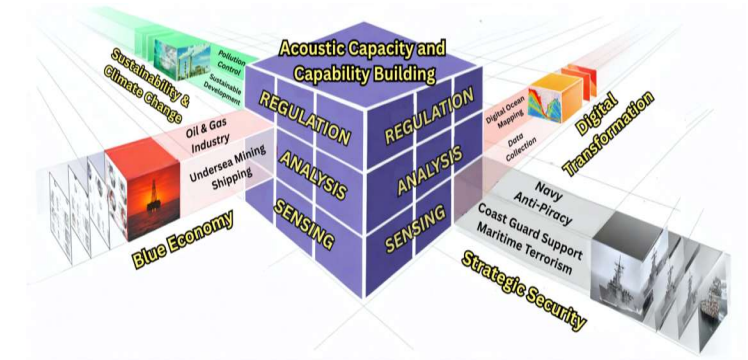 Acoustic Capacity and
Capability Building
REGULATION
ANALYSIS
SENSING
REGULATION
ANALYSIS
SENSING
Pollution
Control
Sustainable
Development
Sustainability &
Climate Change
Oil & Gas
Industry
Undersea Mining
Shipping
Blue Economy
Digital Ocean
Mapping
Data
Collection
Digital
Transformation
Navy
Anti-Piracy
Coast Guard Support
Maritime Terrorism
Strategic Security